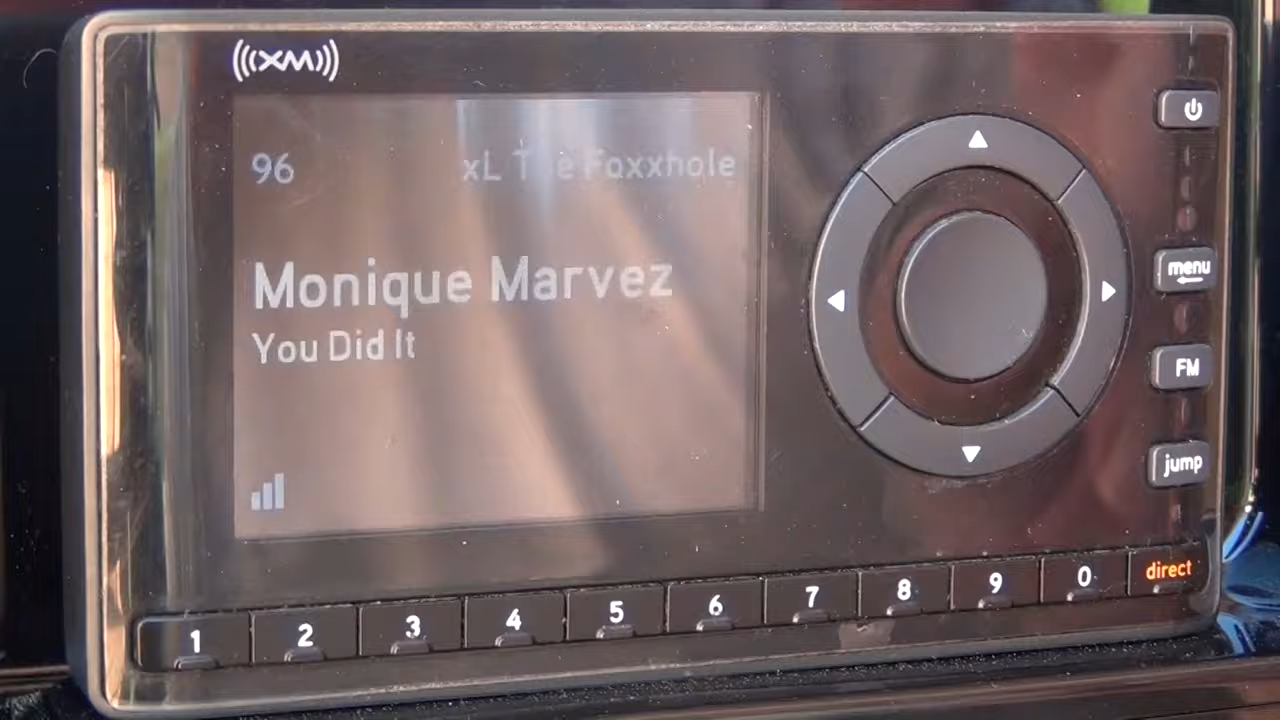 XM
96 xL The Foxxhole
Monique Marvez
You Did It
menu
FM
jump
1 2 3 4 5 6 7 8 9 0 direct